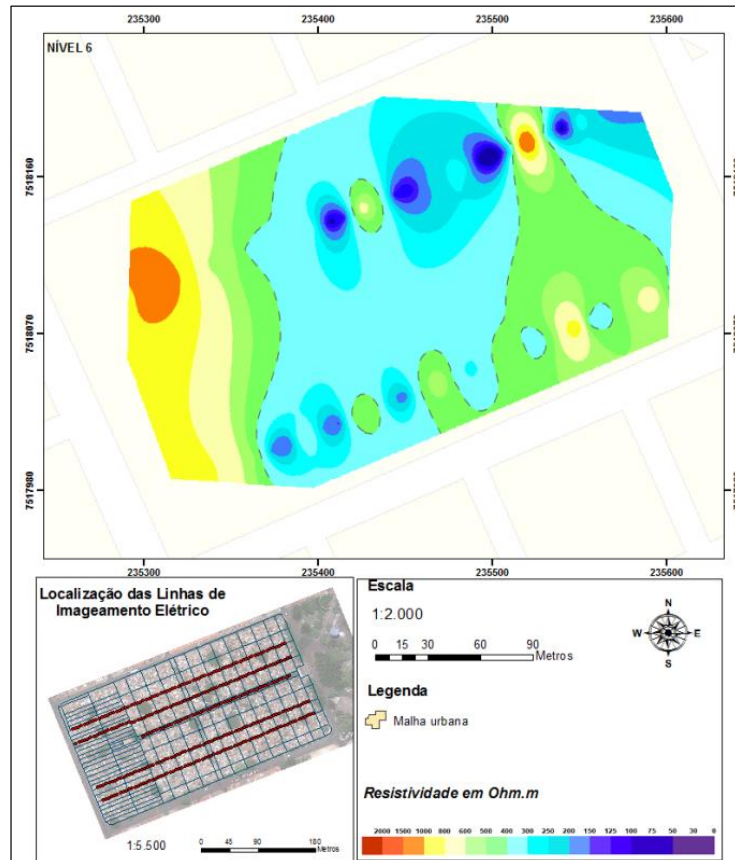 235300 235400 235500 235600
NÍVEL 6
7518160
7518070
7517980
235300 235400 235500 235600
Localização das Linhas de
Imageamento Elétrico
1:5.500
0 45 90 180
Metros
Escala
1:2.000
0 15 30 60 90
Metros
N
W E
S
Legenda
Malha urbana
Resistividade em Ohm.m
2000 1500 1000 800 600 500 400 300 250 200 150 125 100 75 50 30 0